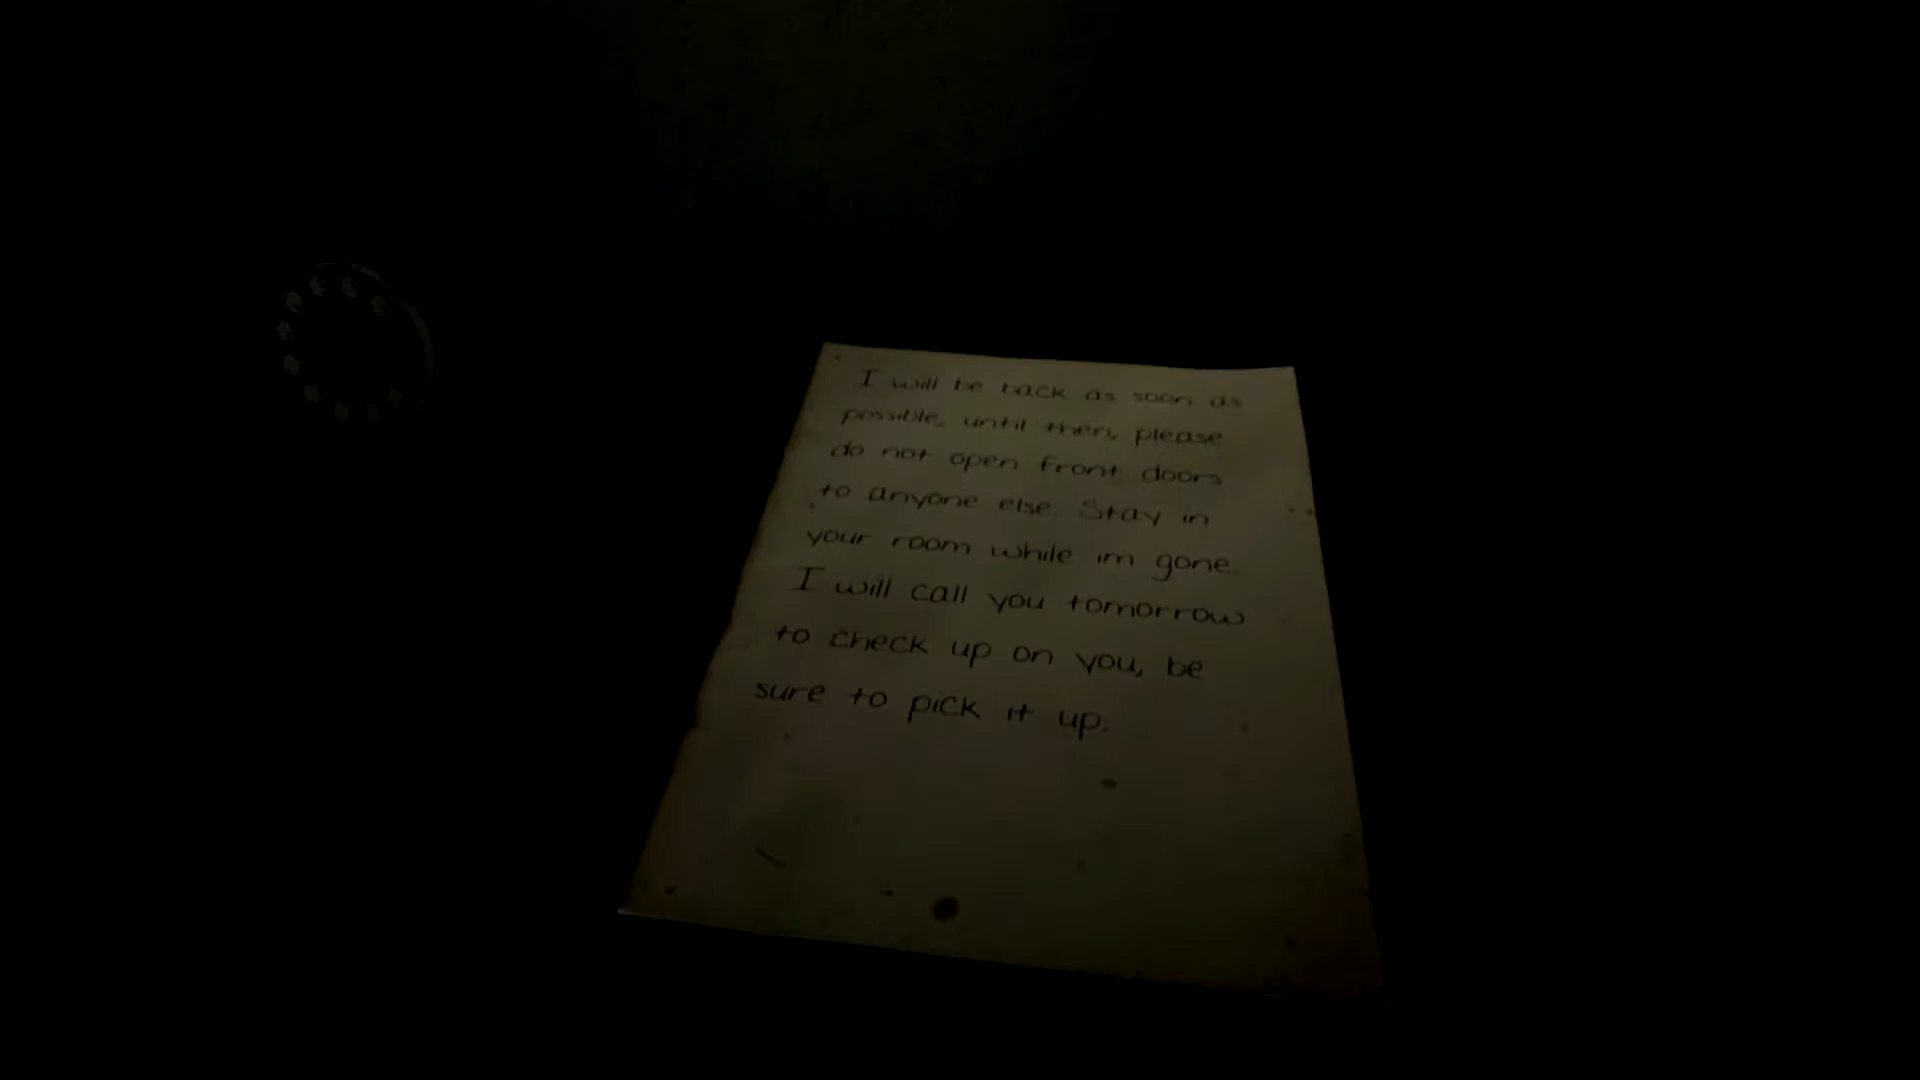 I will be back as soon as
possible, until then, please
do not open front doors
to anyone else. Stay in
your room while im gone.
I will call you tomorrow
to check up on you, be
sure to pick it up.